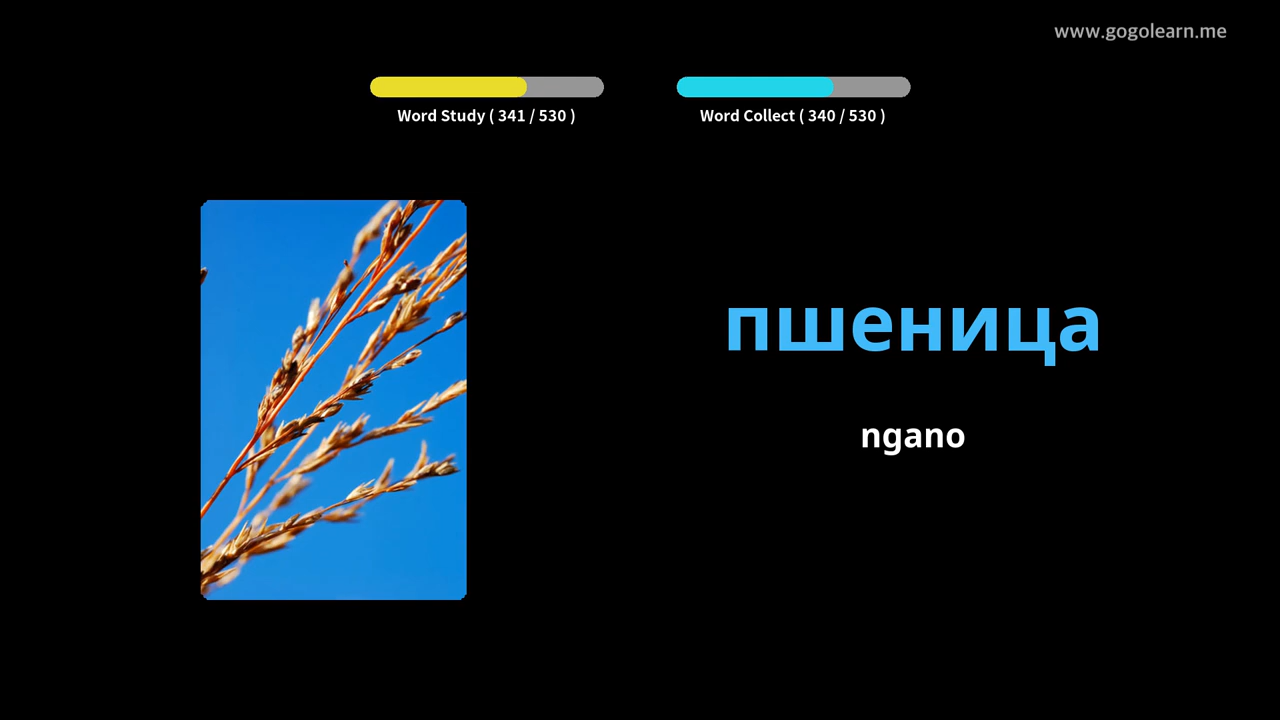 www.gogolearn.me
Word Study ( 341 / 530 )
Word Collect ( 340 / 530 )
пшеница
ngano